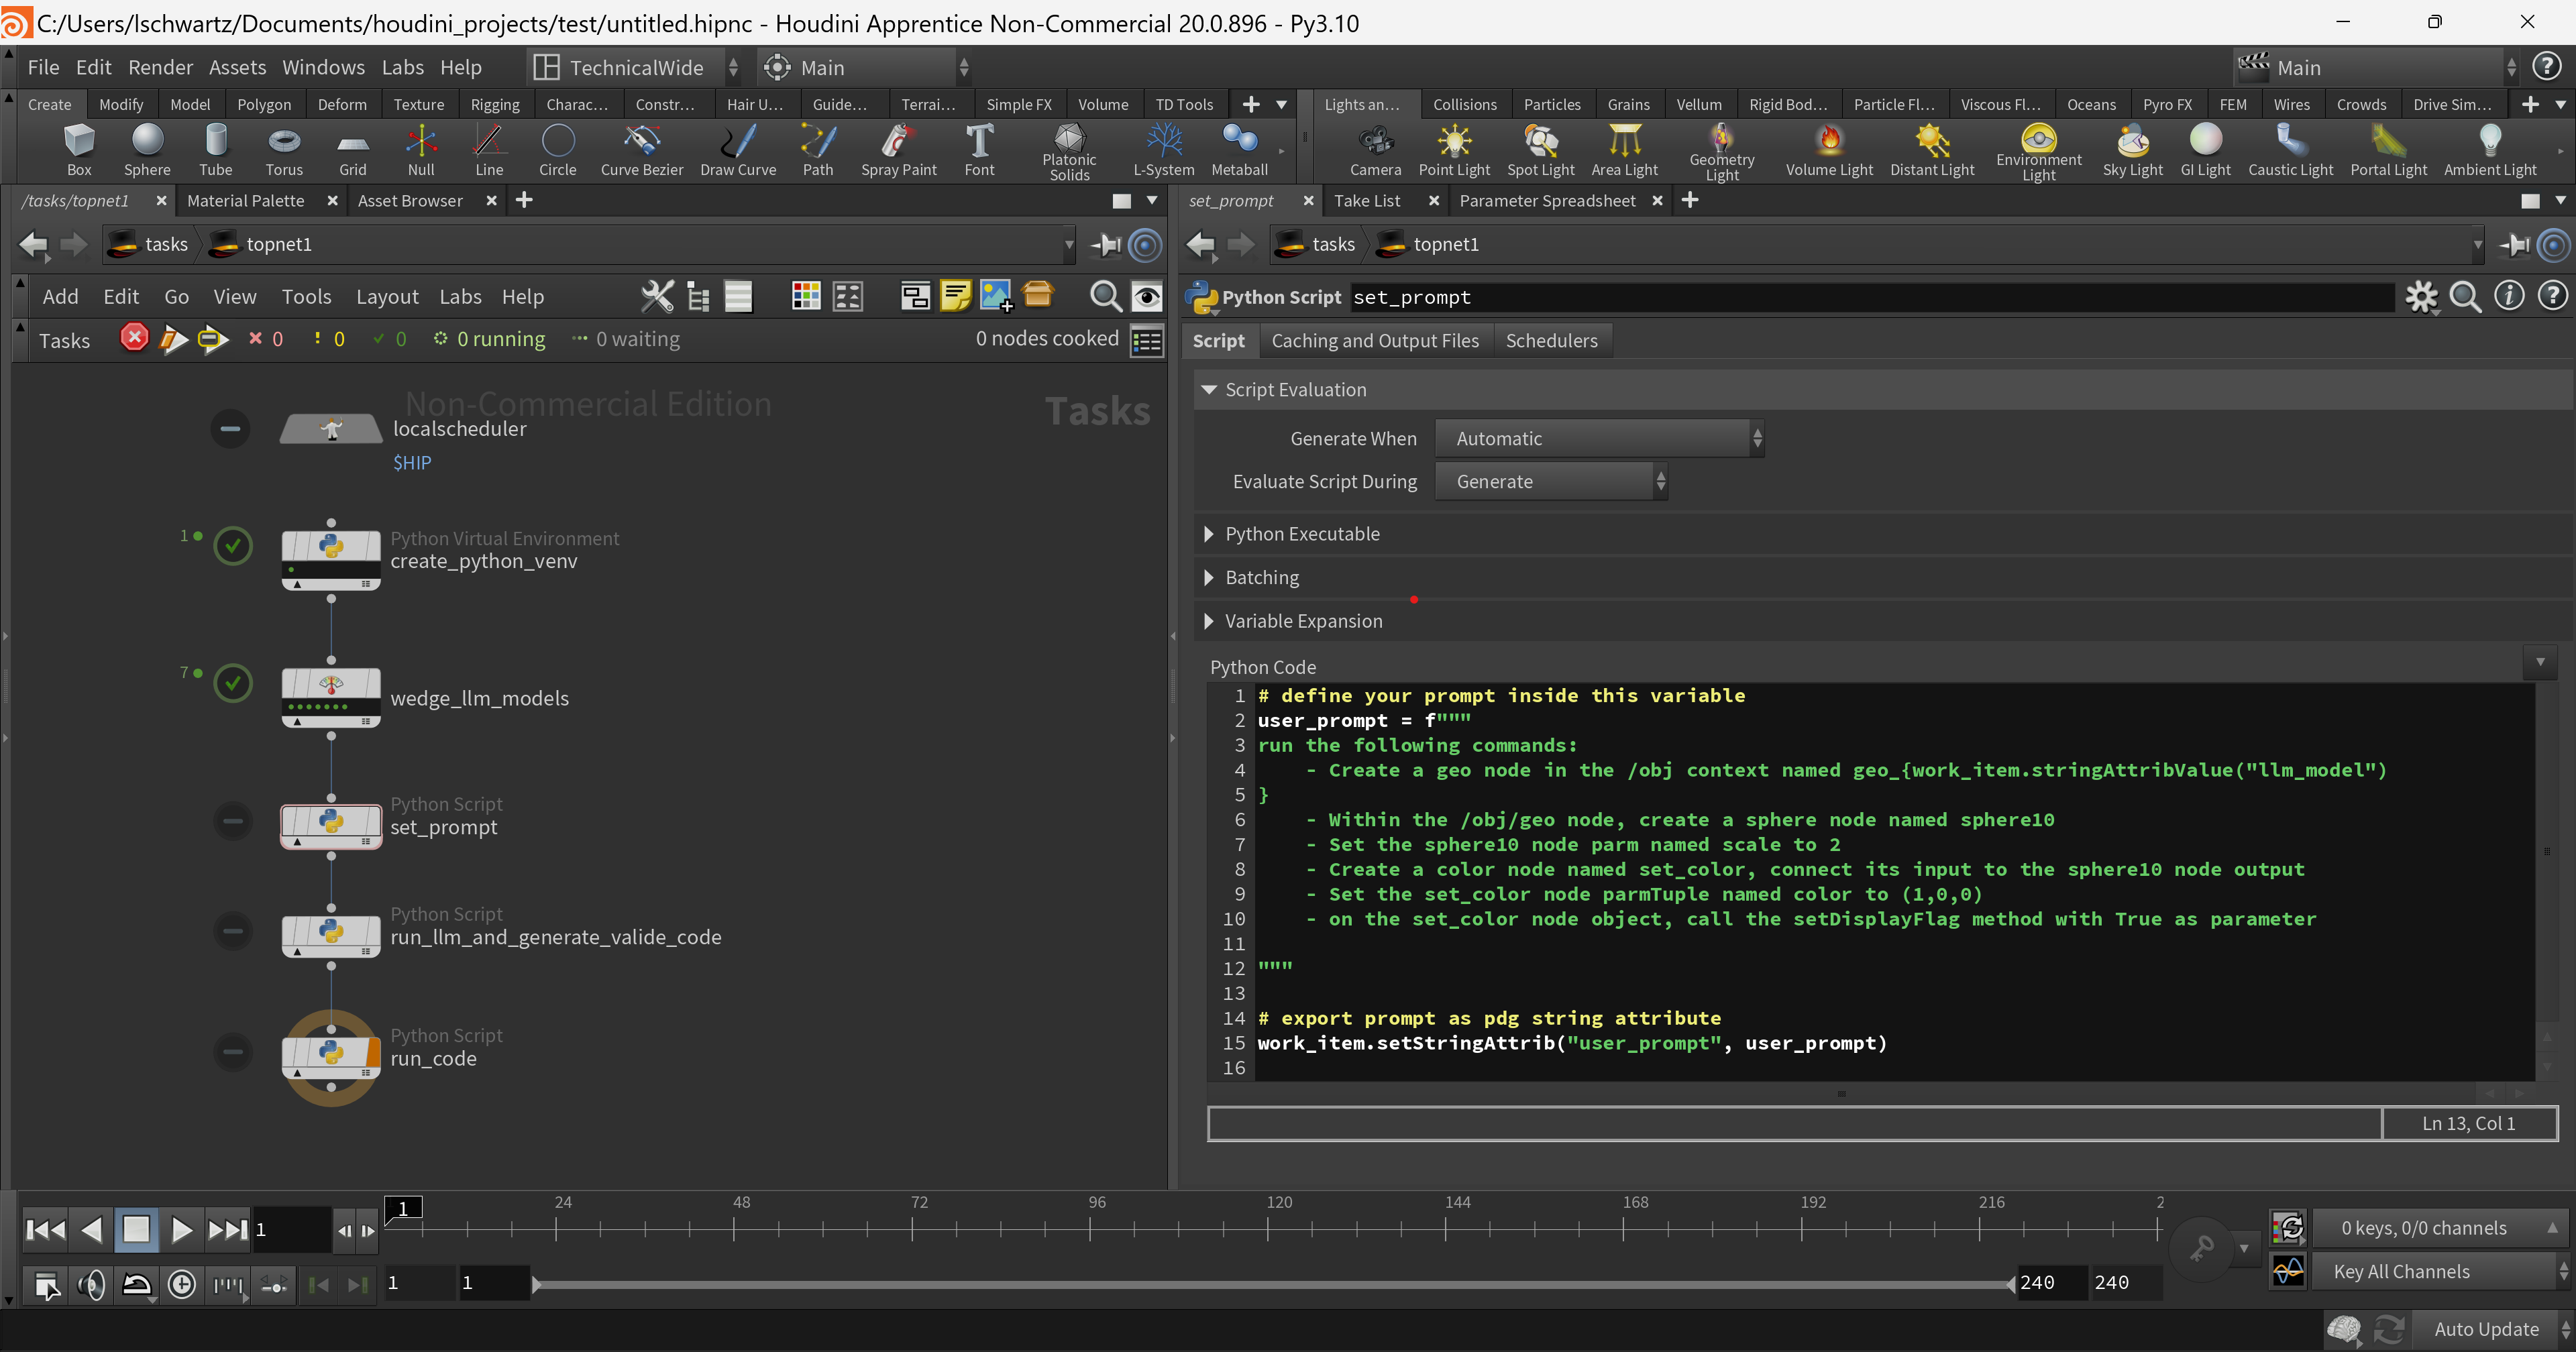 C:/Users/lschwartz/Documents/houdini_projects/test/untitled.hipnc - Houdini Apprentice Non-Commercial 20.0.896 - Py3.10
File Edit Render Assets Windows Labs Help TechnicalWide Main Main
Create Modify Model Polygon Deform Texture Rigging Charac... Constr... Hair U... Guide... Terrai... Simple FX Volume TD Tools Lights an... Collisions Particles Grains Vellum Rigid Bod... Particle Fl... Viscous Fl... Oceans Pyro FX FEM Wires Crowds Drive Sim...
Box Sphere Tube Torus Grid Null Line Circle Curve Bezier Draw Curve Path Spray Paint Font Platonic Solids L-System Metaball Camera Point Light Spot Light Area Light Geometry Light Volume Light Distant Light Environment Light Sky Light GI Light Caustic Light Portal Light Ambient Light
/tasks/topnet1 Material Palette Asset Browser
tasks topnet1
Add Edit Go View Tools Layout Labs Help
Tasks 0 0 0 0 running 0 waiting 0 nodes cooked
Non-Commercial Edition
Tasks
localscheduler
$HIP
1
Python Virtual Environment
create_python_venv
7
wedge_llm_models
Python Script
set_prompt
Python Script
run_llm_and_generate_valide_code
Python Script
run_code
set_prompt Take List Parameter Spreadsheet
tasks topnet1
Python Script set_prompt
Script Caching and Output Files Schedulers
Script Evaluation
Generate When Automatic
Evaluate Script During Generate
Python Executable
Batching
Variable Expansion
Python Code
1 # define your prompt inside this variable
2 user_prompt = f"""
3 run the following commands:
4 - Create a geo node in the /obj context named geo_{work_item.stringAttribValue("llm_model")
5 }
6 - Within the /obj/geo node, create a sphere node named sphere10
7 - Set the sphere10 node parm named scale to 2
8 - Create a color node named set_color, connect its input to the sphere10 node output
9 - Set the set_color node parmTuple named color to (1,0,0)
10 - on the set_color node object, call the setDisplayFlag method with True as parameter
11
12 """
13
14 # export prompt as pdg string attribute
15 work_item.setStringAttrib("user_prompt", user_prompt)
16
Ln 13, Col 1
1 1 24 48 72 96 120 144 168 192 216 2
0 keys, 0/0 channels
1 1 240 240 Key All Channels
Auto Update